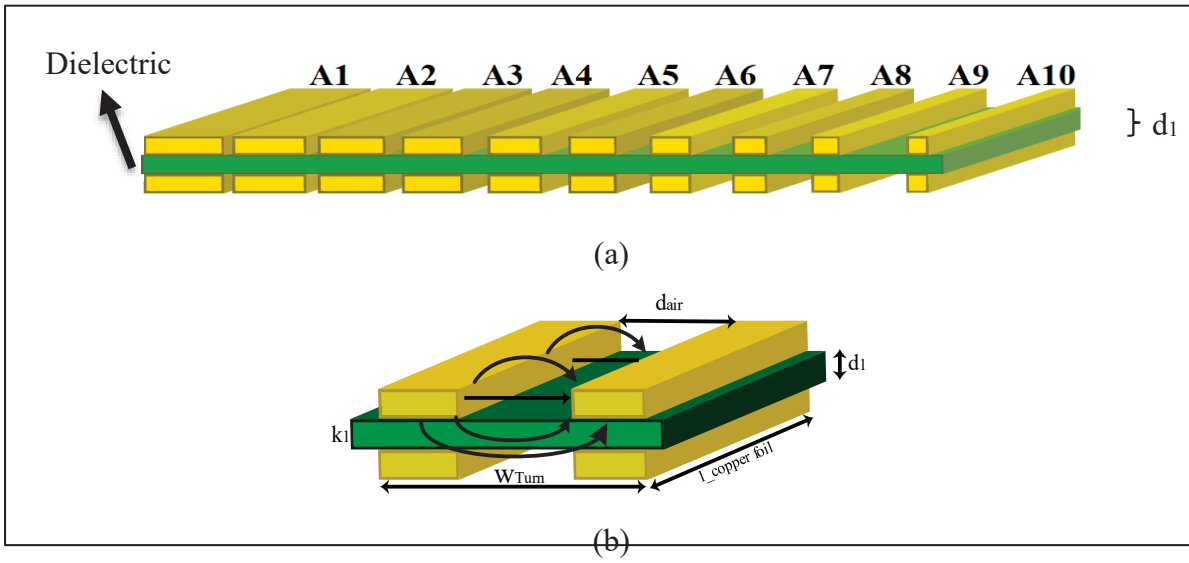 Dielectric
A1 A2 A3 A4 A5 A6 A7 A8 A9 A10
d1
(a)
dair
d1
k1
l_copper foil
WTurn
(b)